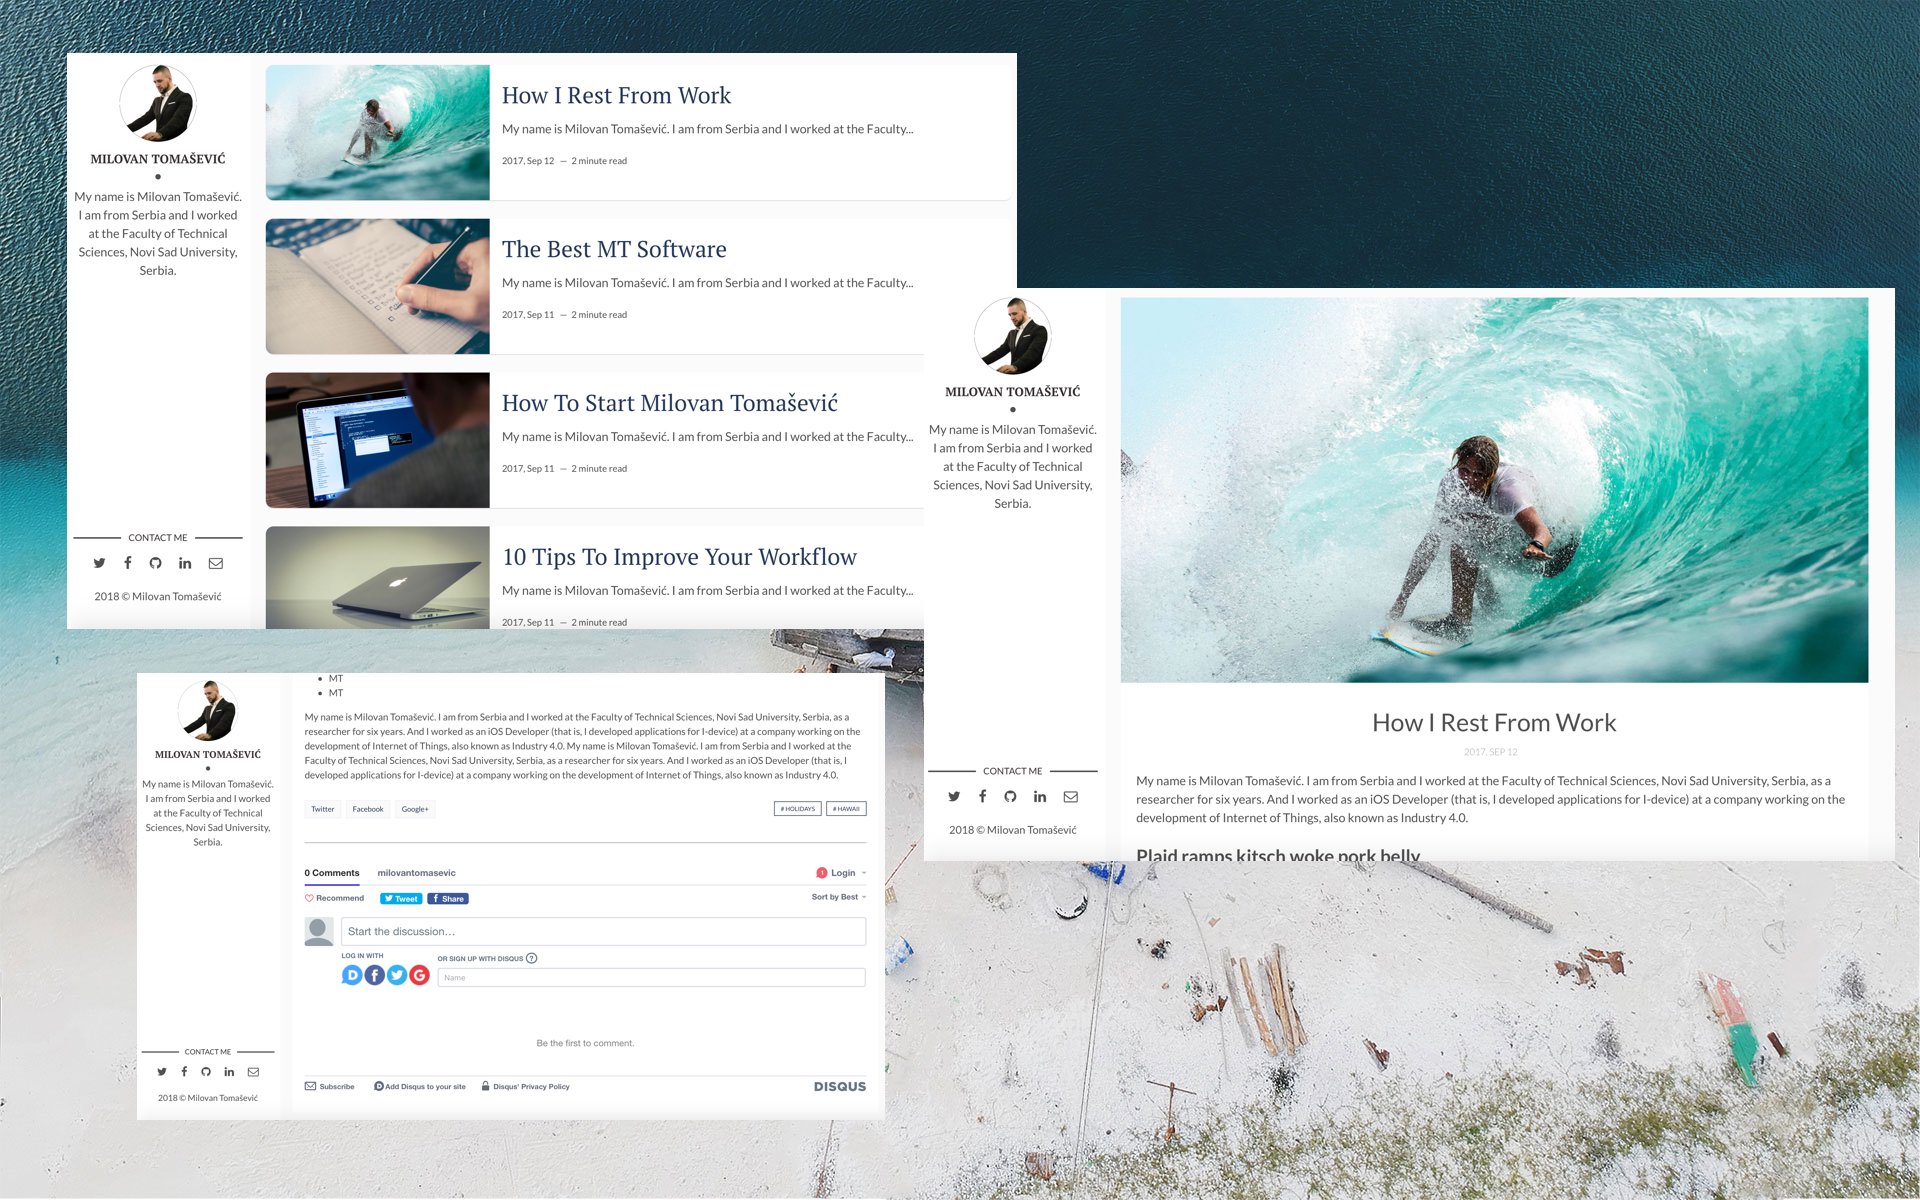 MILOVAN TOMAŠEVIĆ
My name is Milovan Tomašević.
I am from Serbia and I worked
at the Faculty of Technical
Sciences, Novi Sad University,
Serbia.
CONTACT ME
2018 © Milovan Tomašević
How I Rest From Work
My name is Milovan Tomašević. I am from Serbia and I worked at the Faculty...
2017, Sep 12 — 2 minute read
The Best MT Software
My name is Milovan Tomašević. I am from Serbia and I worked at the Faculty...
2017, Sep 11 — 2 minute read
How To Start Milovan Tomašević
My name is Milovan Tomašević. I am from Serbia and I worked at the Faculty...
2017, Sep 11 — 2 minute read
10 Tips To Improve Your Workflow
My name is Milovan Tomašević. I am from Serbia and I worked at the Faculty...
2017, Sep 11 — 2 minute read
MILOVAN TOMAŠEVIĆ
My name is Milovan Tomašević.
I am from Serbia and I worked
at the Faculty of Technical
Sciences, Novi Sad University,
Serbia.
CONTACT ME
2018 © Milovan Tomašević
How I Rest From Work
2017, SEP 12
My name is Milovan Tomašević. I am from Serbia and I worked at the Faculty of Technical Sciences, Novi Sad University, Serbia, as a
researcher for six years. And I worked as an iOS Developer (that is, I developed applications for I-device) at a company working on the
development of Internet of Things, also known as Industry 4.0.
Plaid ramps kitsch woke pork belly
MILOVAN TOMAŠEVIĆ
My name is Milovan Tomašević.
I am from Serbia and I worked
at the Faculty of Technical
Sciences, Novi Sad University,
Serbia.
CONTACT ME
2018 © Milovan Tomašević
MT
MT
My name is Milovan Tomašević. I am from Serbia and I worked at the Faculty of Technical Sciences, Novi Sad University, Serbia, as a
researcher for six years. And I worked as an iOS Developer (that is, I developed applications for I-device) at a company working on the
development of Internet of Things, also known as Industry 4.0. My name is Milovan Tomašević. I am from Serbia and I worked at the
Faculty of Technical Sciences, Novi Sad University, Serbia, as a researcher for six years. And I worked as an iOS Developer (that is, I
developed applications for I-device) at a company working on the development of Internet of Things, also known as Industry 4.0.
Twitter Facebook Google+ # HOLIDAYS # HAWAII
0 Comments milovantomasevic 1 Login
Recommend Tweet Share Sort by Best
Start the discussion...
LOG IN WITH OR SIGN UP WITH DISQUS ?
Name
Be the first to comment.
Subscribe Add Disqus to your site Disqus' Privacy Policy DISQUS